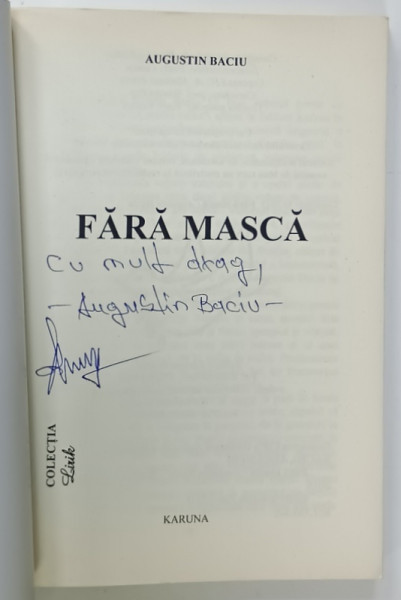 AUGUSTIN BACIU
FĂRĂ MASCĂ
Cu mult drag,
- Augustin Baciu -
COLECȚIA
Lirik
KARUNA